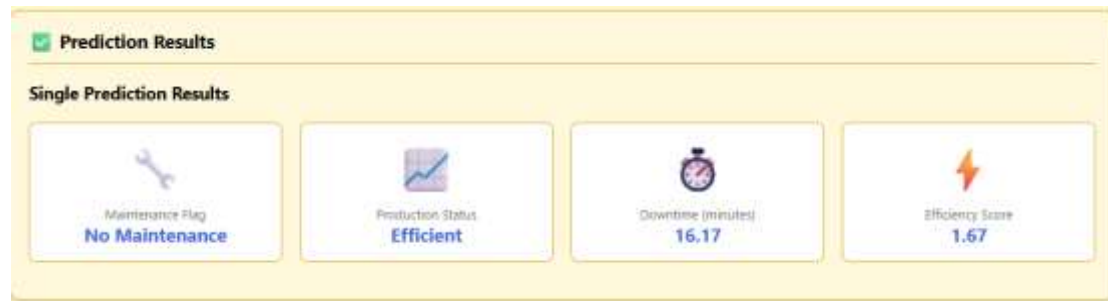 Prediction Results
Single Prediction Results
Maintenance Flag
No Maintenance
Production Status
Efficient
Downtime (minutes)
16.17
Efficiency Score
1.67